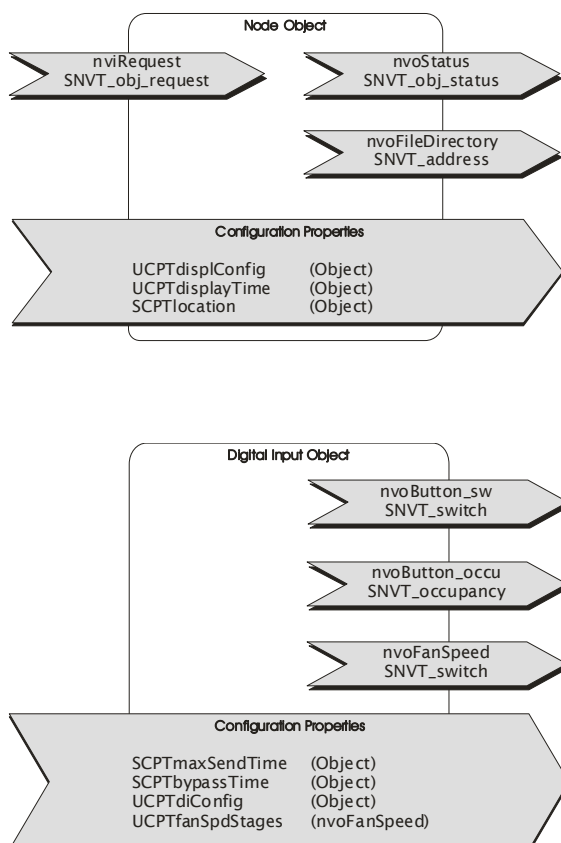 Node Object
nviRequest
SNVT_obj_request
nvoStatus
SNVT_obj_status
nvoFileDirectory
SNVT_address
Configuration Properties
UCPTdisplConfig (Object)
UCPTdisplayTime (Object)
SCPTlocation (Object)
Digital Input Object
nvoButton_sw
SNVT_switch
nvoButton_occu
SNVT_occupancy
nvoFanSpeed
SNVT_switch
Configuration Properties
SCPTmaxSendTime (Object)
SCPTbypassTime (Object)
UCPTdiConfig (Object)
UCPTfanSpdStages (nvoFanSpeed)